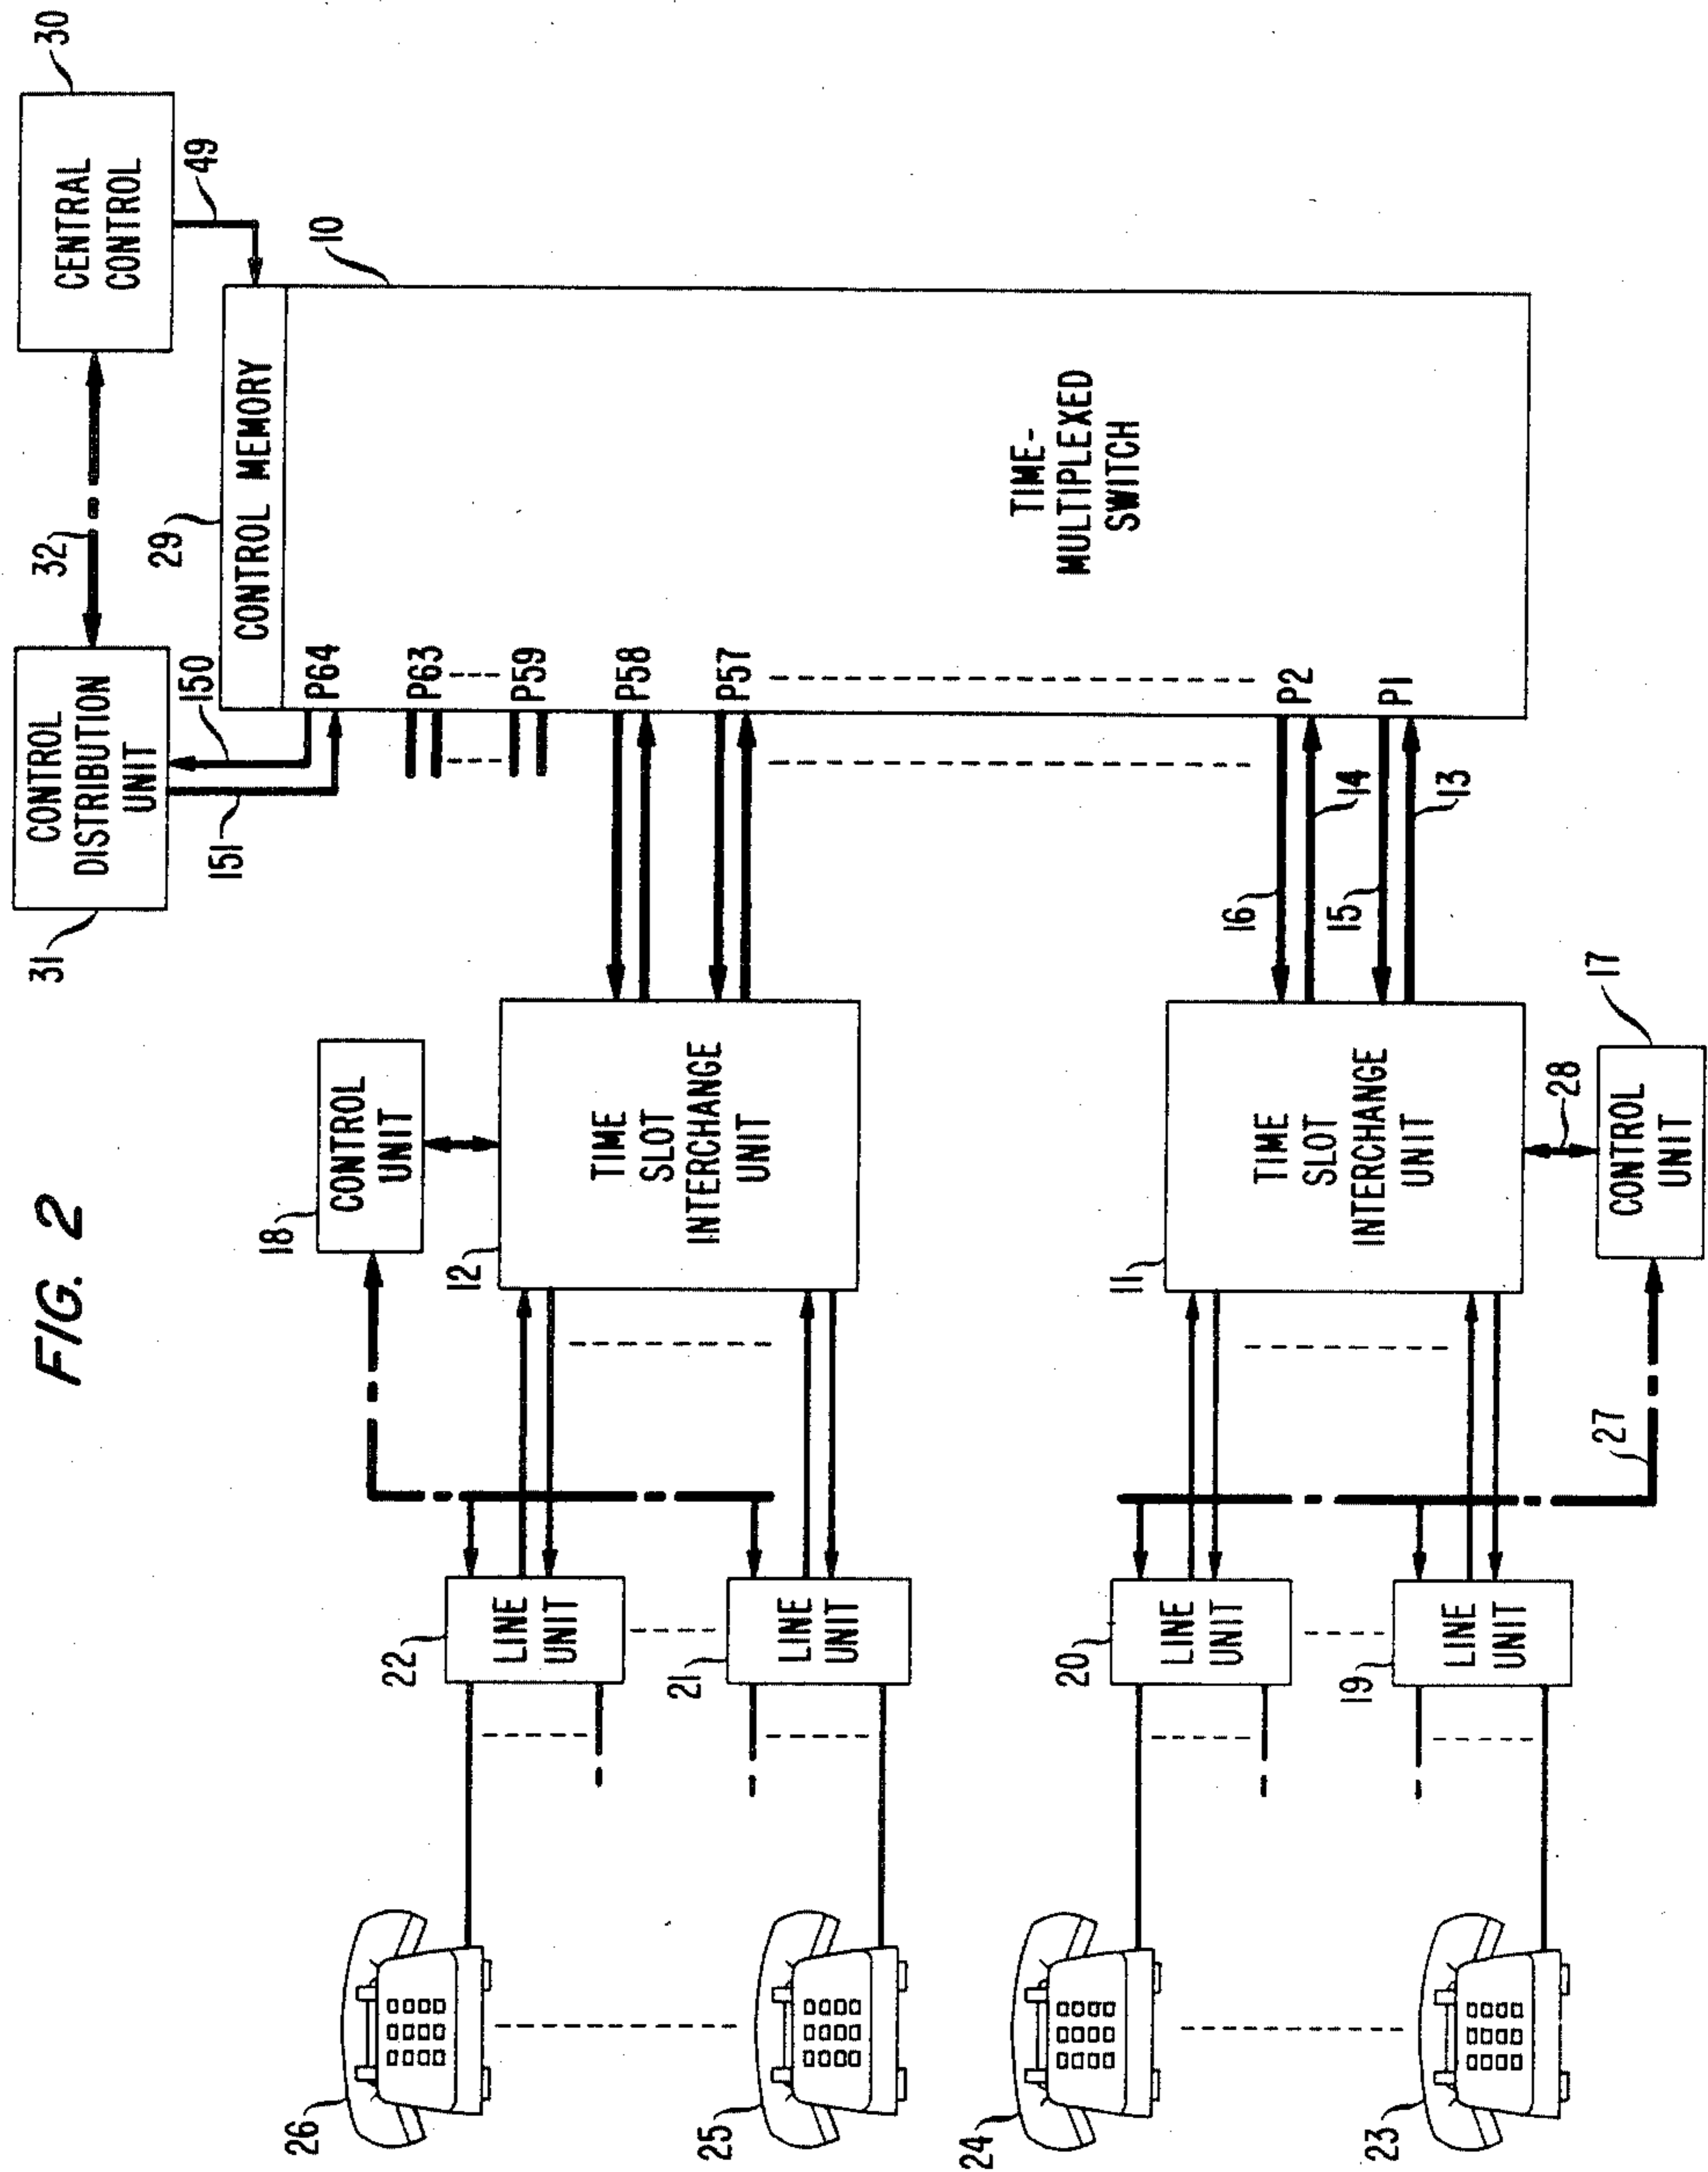 FIG. 2
30
CENTRAL
CONTROL
49
32
31
CONTROL
DISTRIBUTION
UNIT
150
151
29
CONTROL MEMORY
10
P64
P63
P59
P58
P57
P2
P1
TIME-
MULTIPLEXED
SWITCH
18
CONTROL
UNIT
12
TIME
SLOT
INTERCHANGE
UNIT
16
14
15
13
11
TIME
SLOT
INTERCHANGE
UNIT
28
17
CONTROL
UNIT
27
22
LINE
UNIT
21
LINE
UNIT
20
LINE
UNIT
19
LINE
UNIT
26
25
24
23